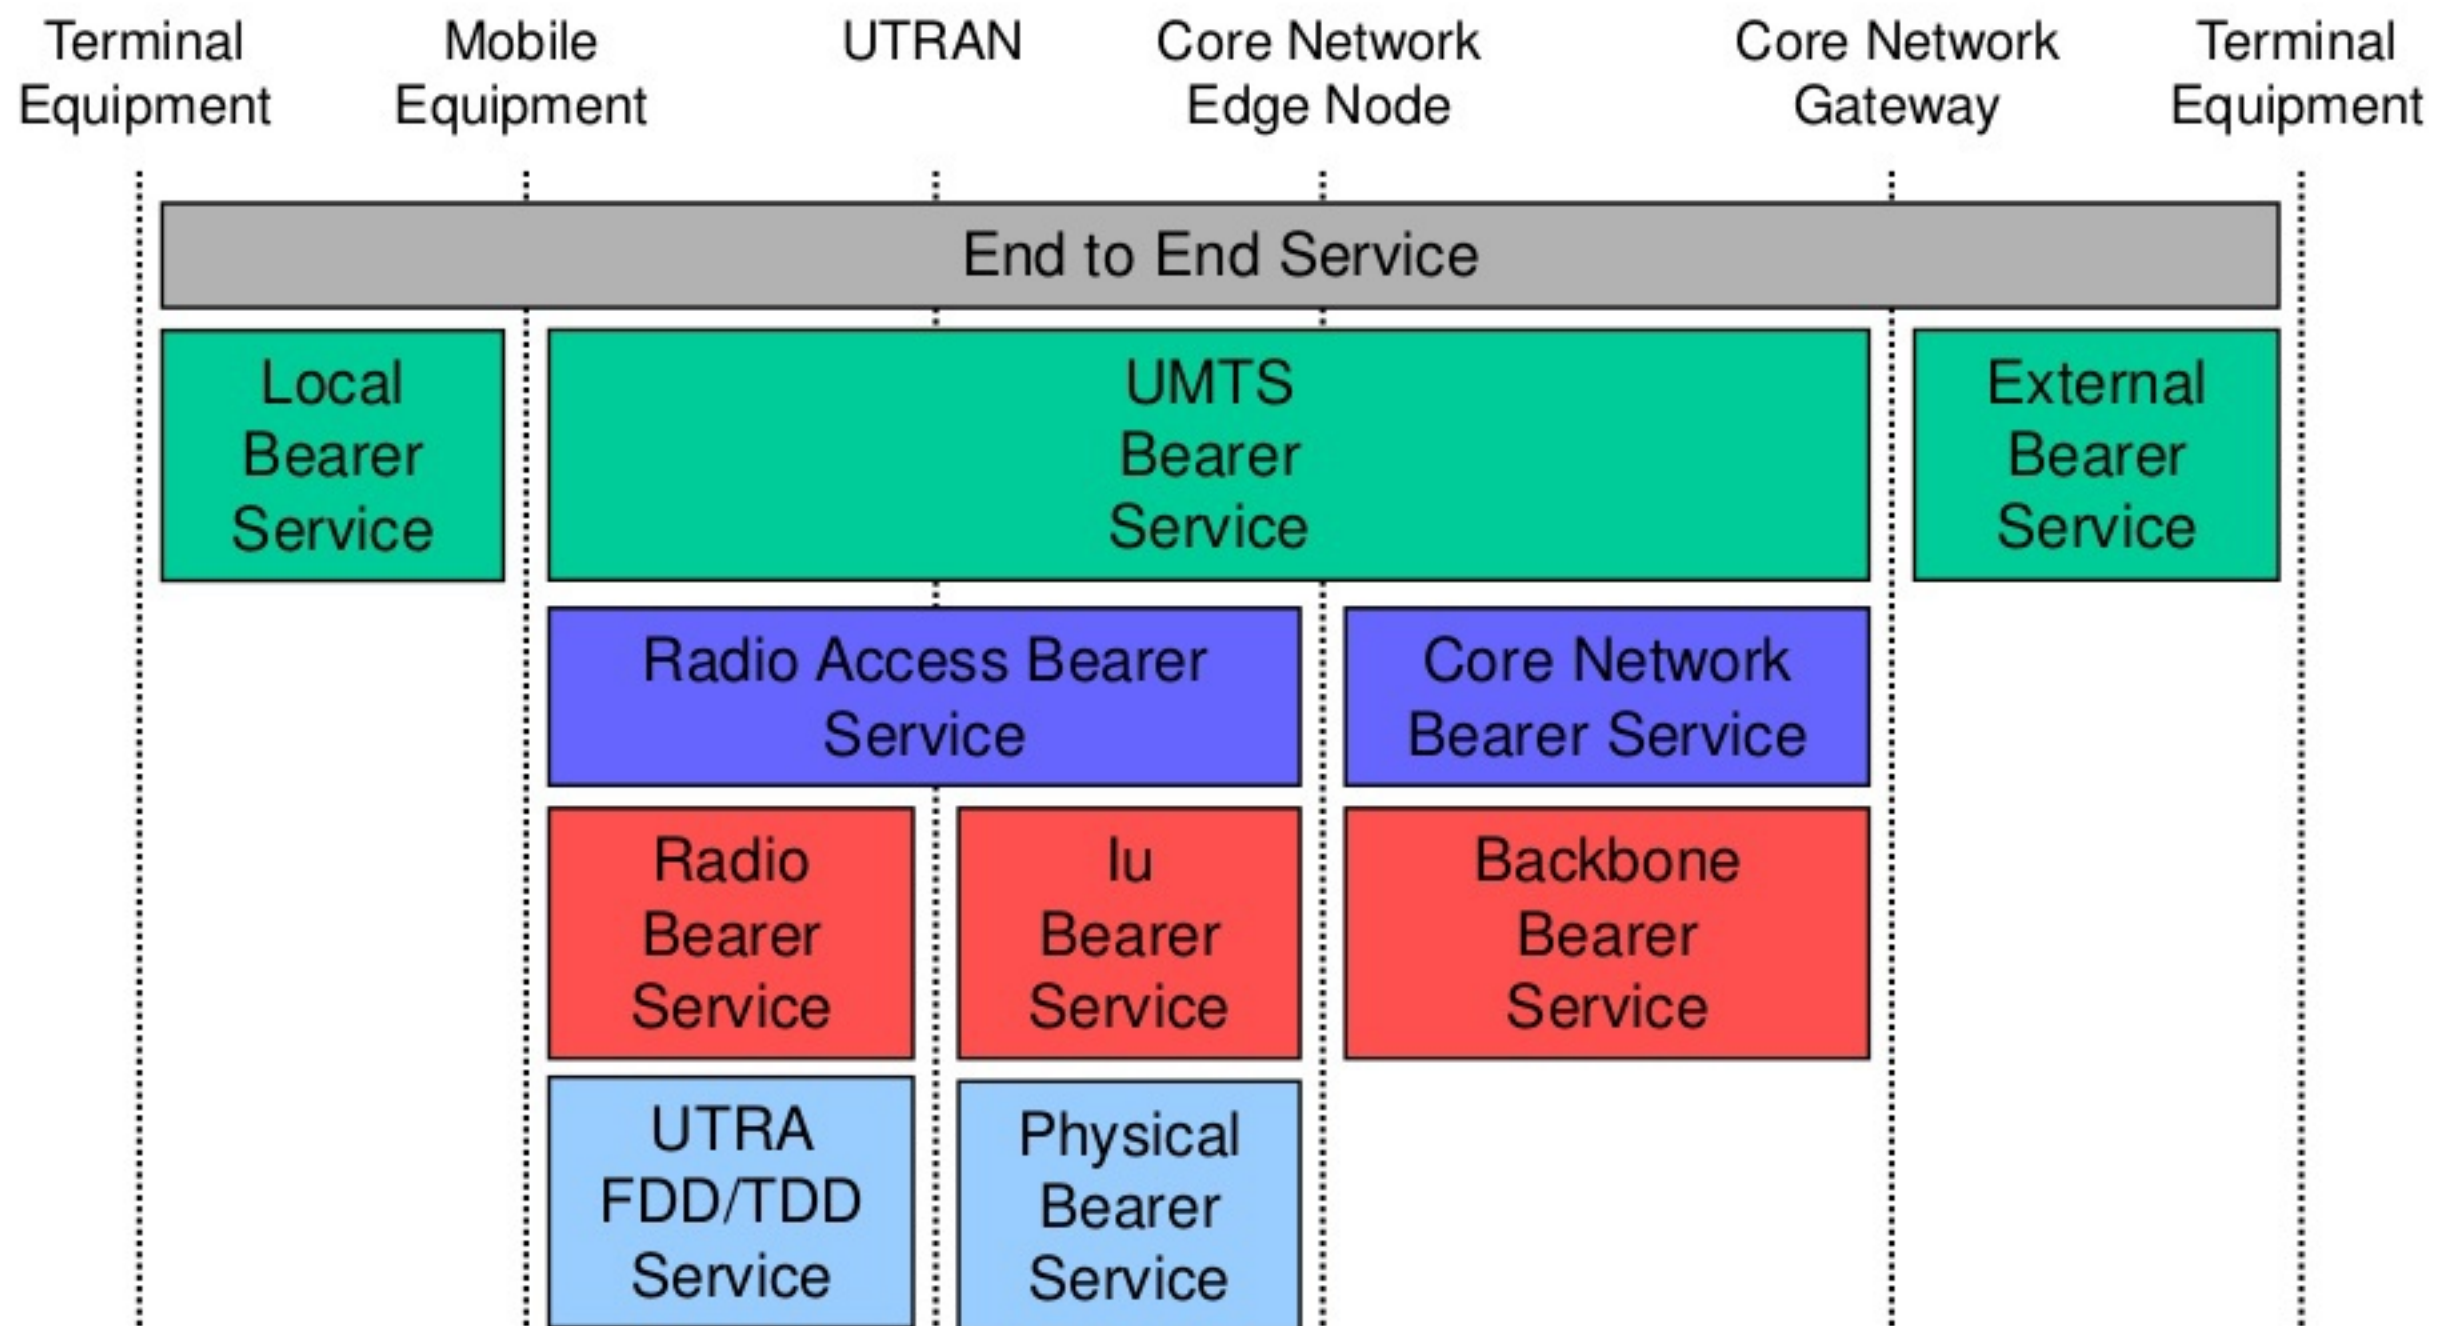 Terminal
Equipment
Mobile
Equipment
UTRAN
Core Network
Edge Node
Core Network
Gateway
Terminal
Equipment
End to End Service
Local
Bearer
Service
UMTS
Bearer
Service
External
Bearer
Service
Radio Access Bearer
Service
Core Network
Bearer Service
Radio
Bearer
Service
Iu
Bearer
Service
Backbone
Bearer
Service
UTRA
FDD/TDD
Service
Physical
Bearer
Service